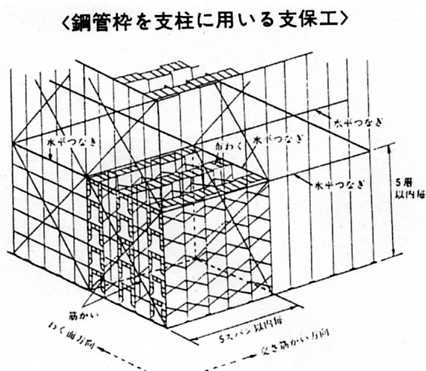 〈鋼管枠を支柱に用いる支保工〉
水平つなぎ
布わく
水平つなぎ
水平つなぎ
水平つなぎ
5層
以内毎
筋かい
わく面方向
5スパン以内毎
交さ筋かい方向